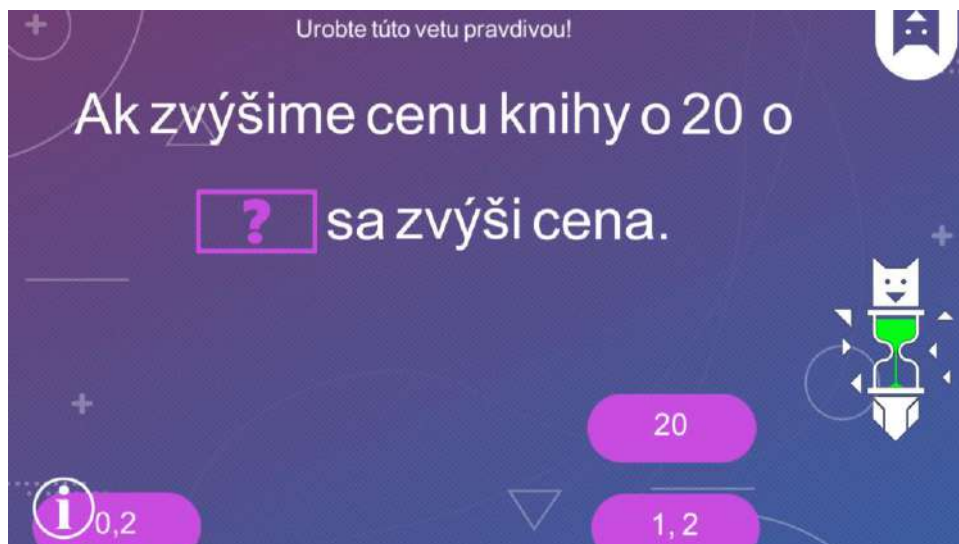 Urobte túto vetu pravdivou!
Ak zvýšime cenu knihy o 20 o
? sa zvýši cena.
20
0,2
1, 2